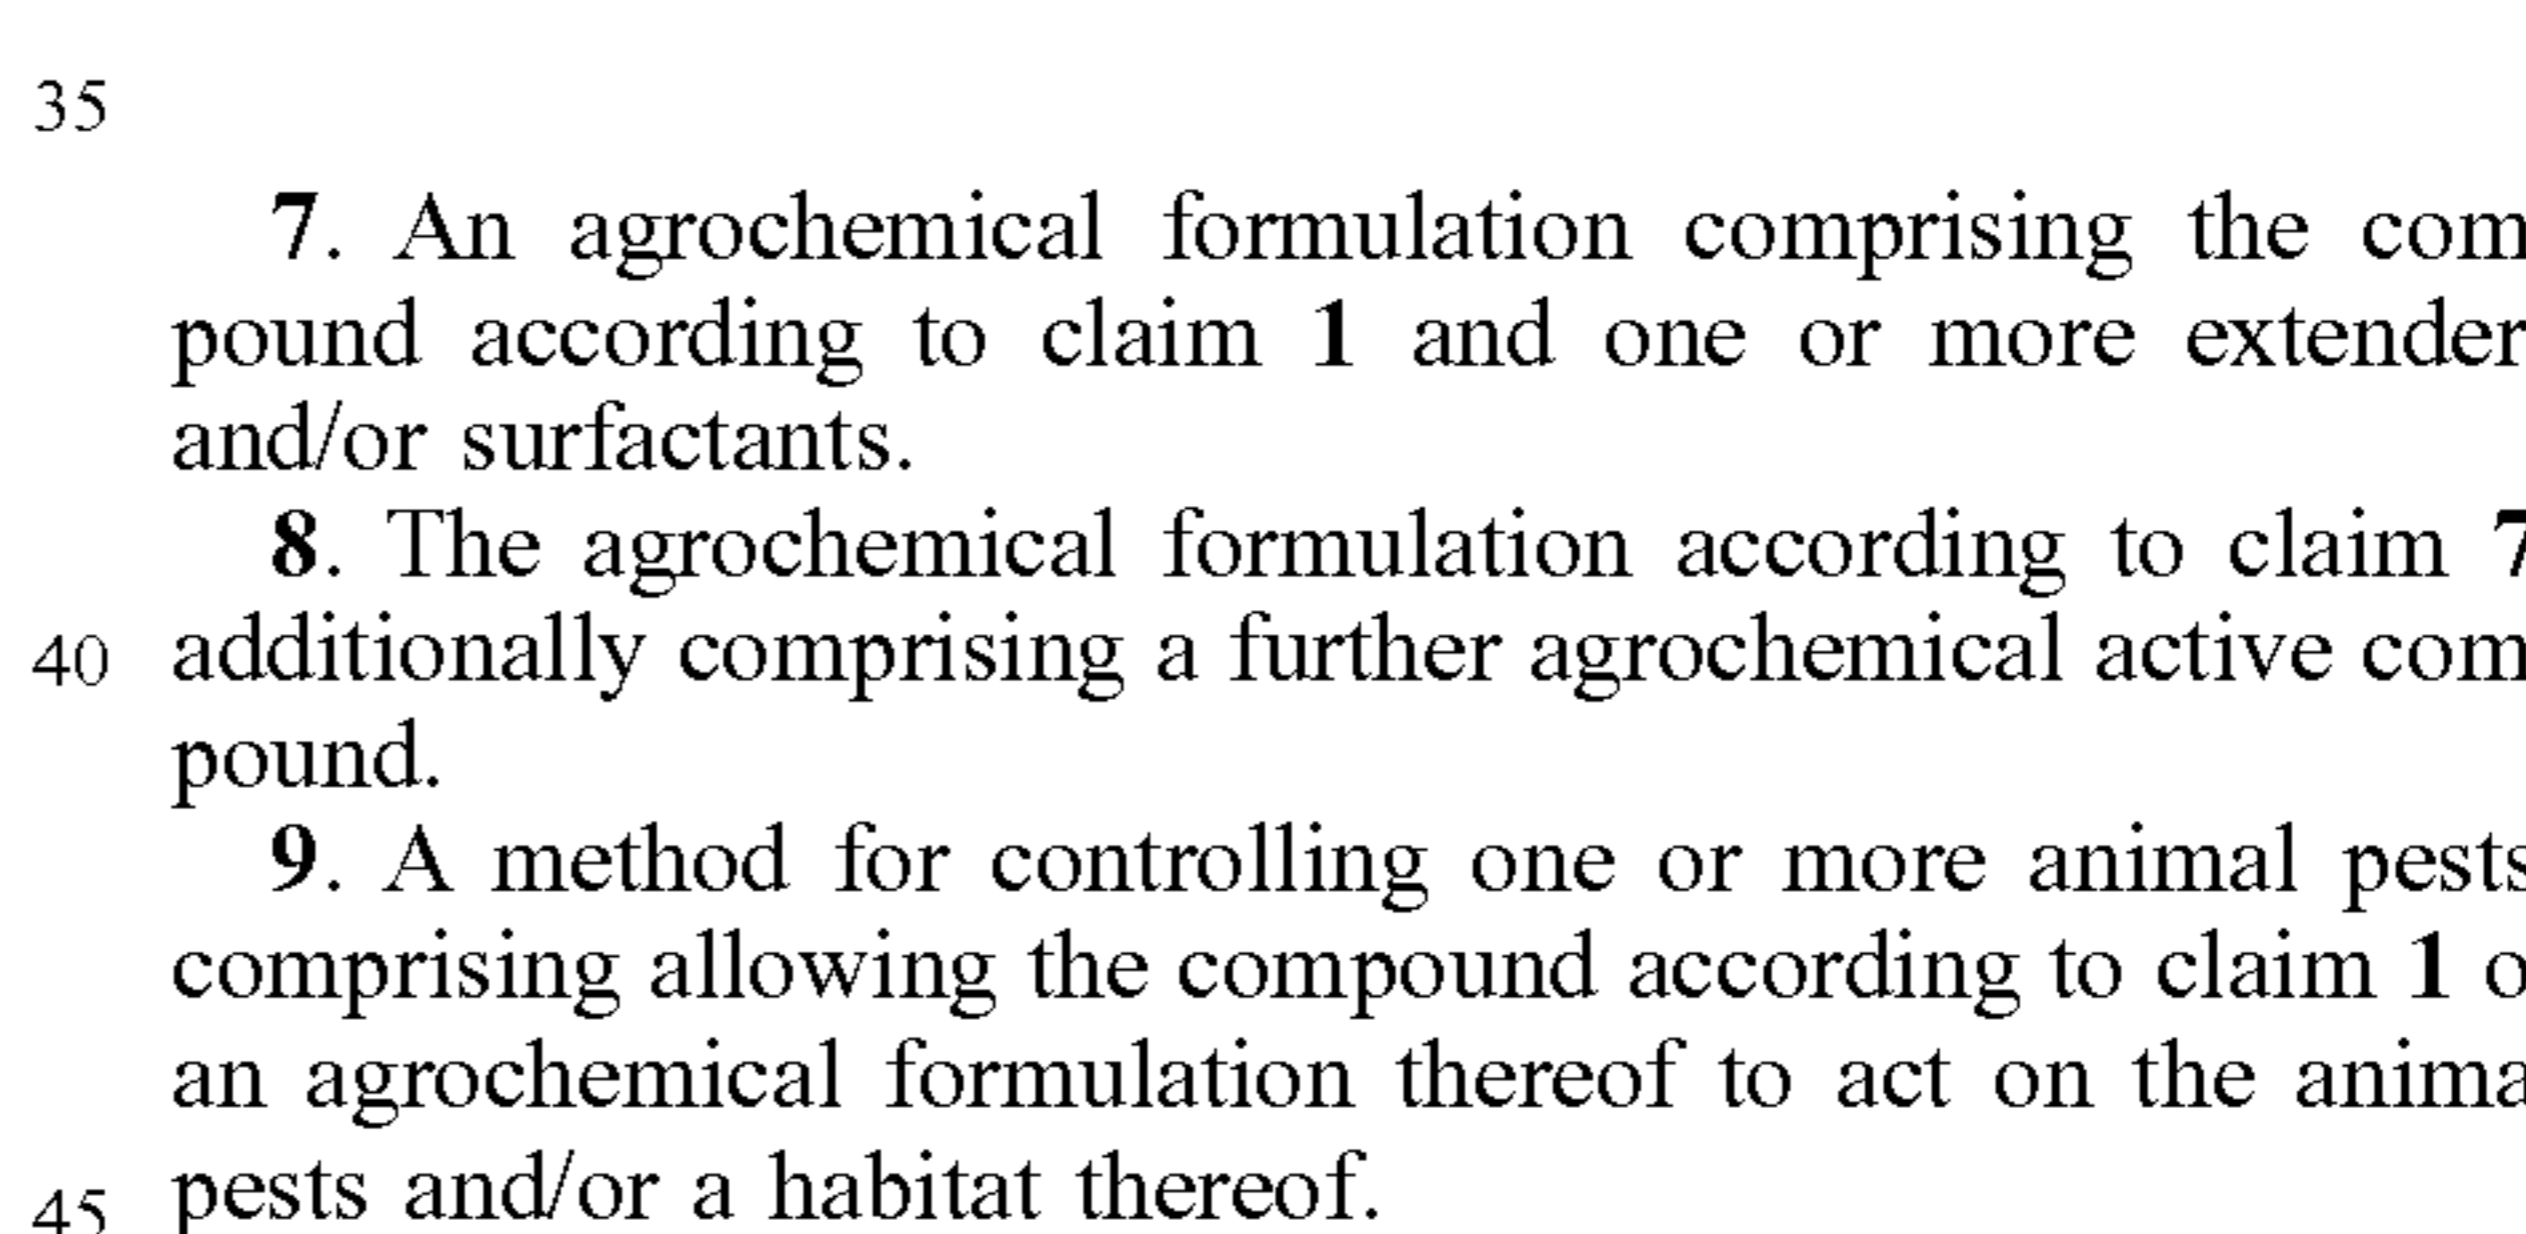 35
7. An agrochemical formulation comprising the com
pound according to claim 1 and one or more extender
and/or surfactants.
8. The agrochemical formulation according to claim 7
40 additionally comprising a further agrochemical active com
pound.
9. A method for controlling one or more animal pests
comprising allowing the compound according to claim 1 o
an agrochemical formulation thereof to act on the anima
45 pests and/or a habitat thereof.